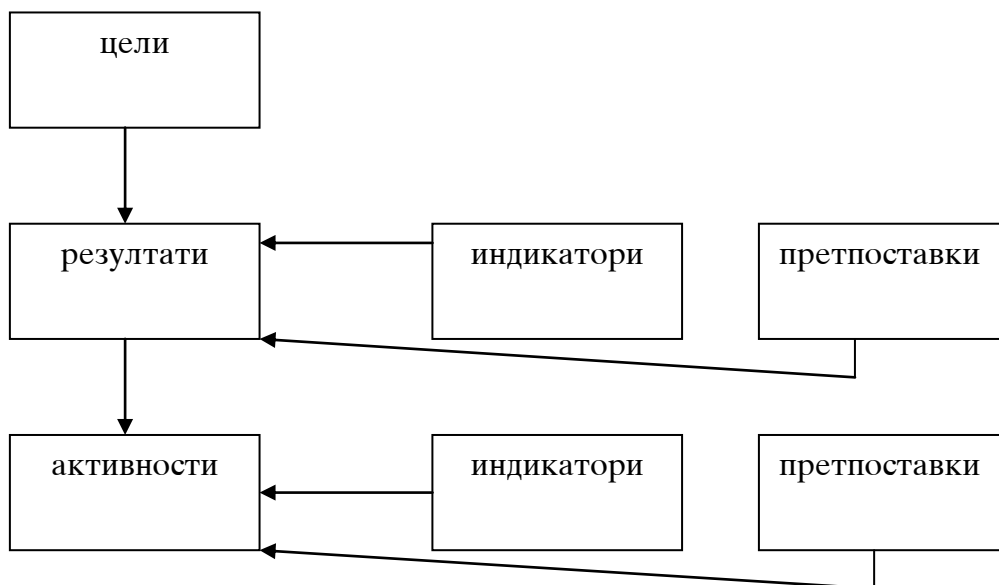 цели
резултати
индикатори
претпоставки
активности
индикатори
претпоставки